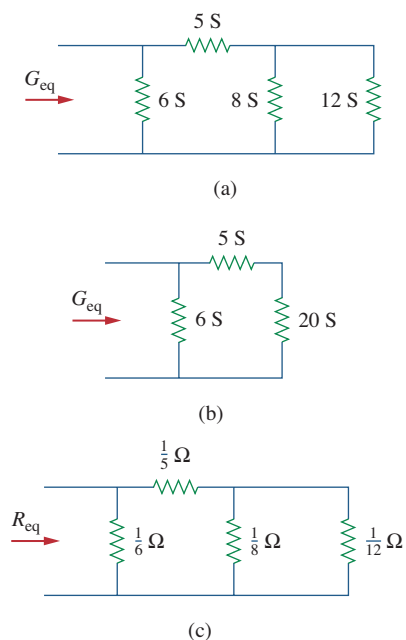 5 S
G_eq
6 S
8 S
12 S
(a)
5 S
G_eq
6 S
20 S
(b)
1/5 Ω
R_eq
1/6 Ω
1/8 Ω
1/12 Ω
(c)